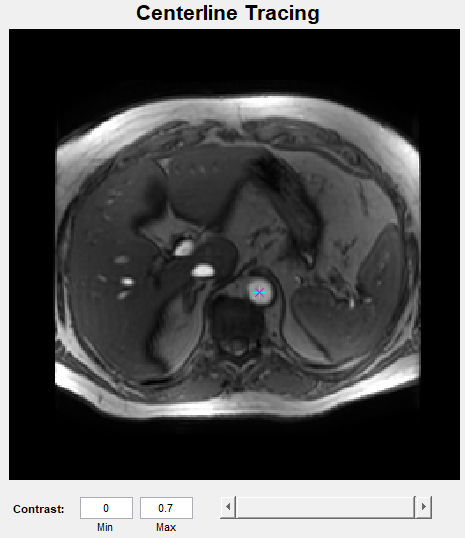 Centerline Tracing
Contrast: 0 0.7
Min Max